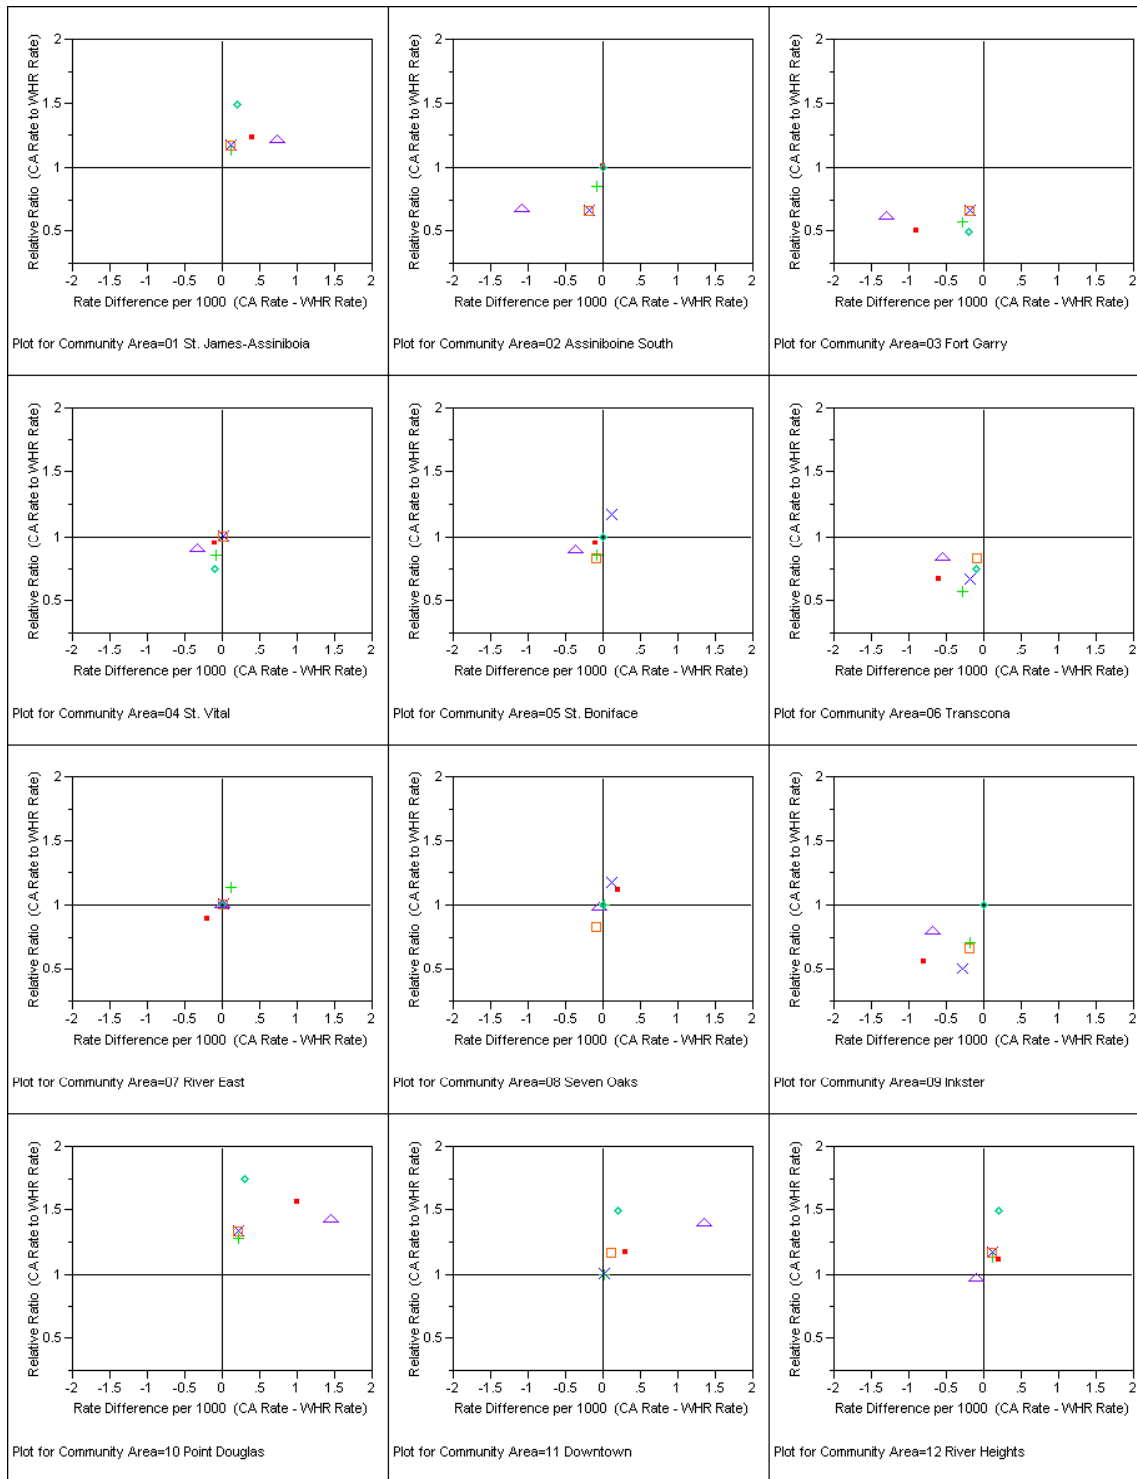 Relative Ratio (CA Rate to WHR Rate)
2
1.5
1
0.5
-2 -1.5 -1 -0.5 0 .5 1 1.5 2
Rate Difference per 1000 (CA Rate - WHR Rate)
Plot for Community Area=01 St. James-Assiniboia
Relative Ratio (CA Rate to WHR Rate)
2
1.5
1
0.5
-2 -1.5 -1 -0.5 0 .5 1 1.5 2
Rate Difference per 1000 (CA Rate - WHR Rate)
Plot for Community Area=02 Assiniboine South
Relative Ratio (CA Rate to WHR Rate)
2
1.5
1
0.5
-2 -1.5 -1 -0.5 0 .5 1 1.5 2
Rate Difference per 1000 (CA Rate - WHR Rate)
Plot for Community Area=03 Fort Garry
Relative Ratio (CA Rate to WHR Rate)
2
1.5
1
0.5
-2 -1.5 -1 -0.5 0 .5 1 1.5 2
Rate Difference per 1000 (CA Rate - WHR Rate)
Plot for Community Area=04 St. Vital
Relative Ratio (CA Rate to WHR Rate)
2
1.5
1
0.5
-2 -1.5 -1 -0.5 0 .5 1 1.5 2
Rate Difference per 1000 (CA Rate - WHR Rate)
Plot for Community Area=05 St. Boniface
Relative Ratio (CA Rate to WHR Rate)
2
1.5
1
0.5
-2 -1.5 -1 -0.5 0 .5 1 1.5 2
Rate Difference per 1000 (CA Rate - WHR Rate)
Plot for Community Area=06 Transcona
Relative Ratio (CA Rate to WHR Rate)
2
1.5
1
0.5
-2 -1.5 -1 -0.5 0 .5 1 1.5 2
Rate Difference per 1000 (CA Rate - WHR Rate)
Plot for Community Area=07 River East
Relative Ratio (CA Rate to WHR Rate)
2
1.5
1
0.5
-2 -1.5 -1 -0.5 0 .5 1 1.5 2
Rate Difference per 1000 (CA Rate - WHR Rate)
Plot for Community Area=08 Seven Oaks
Relative Ratio (CA Rate to WHR Rate)
2
1.5
1
0.5
-2 -1.5 -1 -0.5 0 .5 1 1.5 2
Rate Difference per 1000 (CA Rate - WHR Rate)
Plot for Community Area=09 Inkster
Relative Ratio (CA Rate to WHR Rate)
2
1.5
1
0.5
-2 -1.5 -1 -0.5 0 .5 1 1.5 2
Rate Difference per 1000 (CA Rate - WHR Rate)
Plot for Community Area=10 Point Douglas
Relative Ratio (CA Rate to WHR Rate)
2
1.5
1
0.5
-2 -1.5 -1 -0.5 0 .5 1 1.5 2
Rate Difference per 1000 (CA Rate - WHR Rate)
Plot for Community Area=11 Downtown
Relative Ratio (CA Rate to WHR Rate)
2
1.5
1
0.5
-2 -1.5 -1 -0.5 0 .5 1 1.5 2
Rate Difference per 1000 (CA Rate - WHR Rate)
Plot for Community Area=12 River Heights